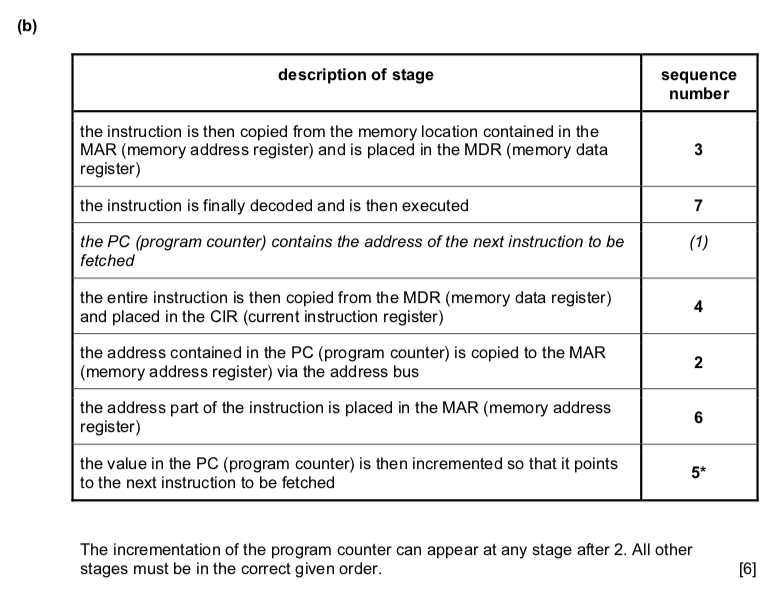 (b)
description of stage
sequence
number
the instruction is then copied from the memory location contained in the
MAR (memory address register) and is placed in the MDR (memory data
register)
3
the instruction is finally decoded and is then executed
7
the PC (program counter) contains the address of the next instruction to be
fetched
(1)
the entire instruction is then copied from the MDR (memory data register)
and placed in the CIR (current instruction register)
4
the address contained in the PC (program counter) is copied to the MAR
(memory address register) via the address bus
2
the address part of the instruction is placed in the MAR (memory address
register)
6
the value in the PC (program counter) is then incremented so that it points
to the next instruction to be fetched
5*
The incrementation of the program counter can appear at any stage after 2. All other
stages must be in the correct given order.
[6]